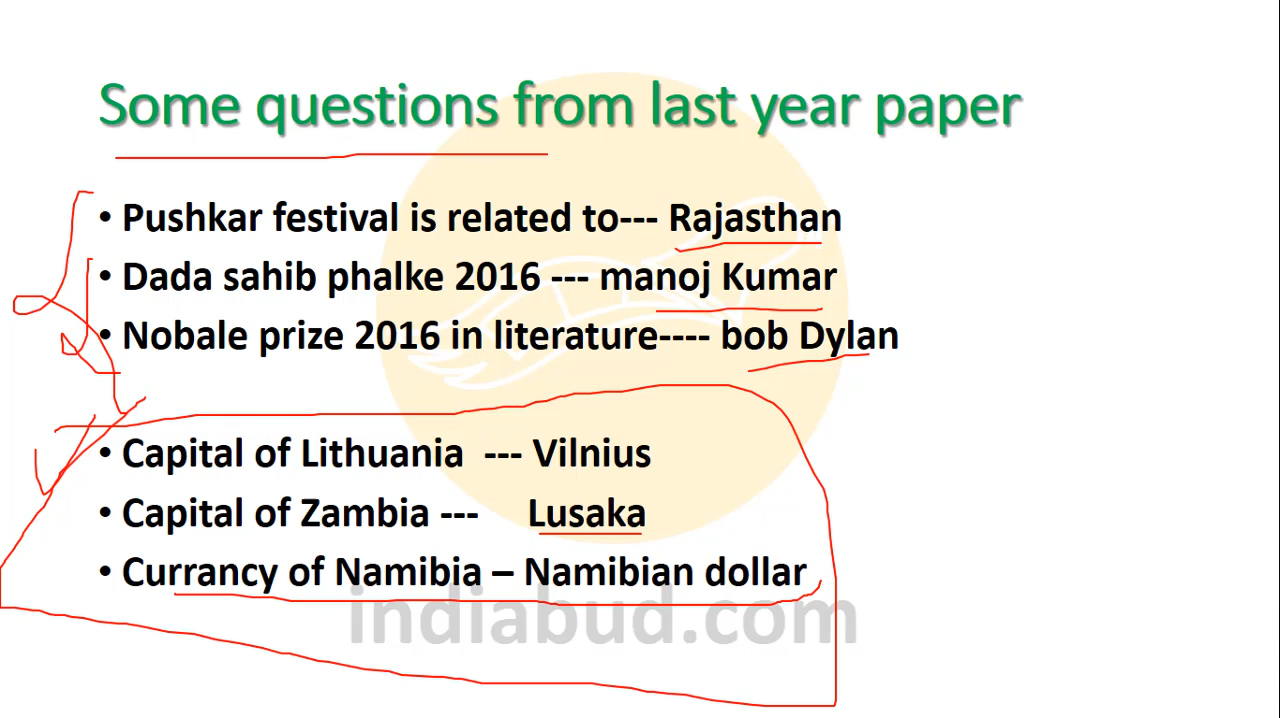 Some questions from last year paper
• Pushkar festival is related to--- Rajasthan
• Dada sahib phalke 2016 --- manoj Kumar
• Nobale prize 2016 in literature---- bob Dylan
• Capital of Lithuania --- Vilnius
• Capital of Zambia --- Lusaka
• Currancy of Namibia – Namibian dollar
indiabud.com